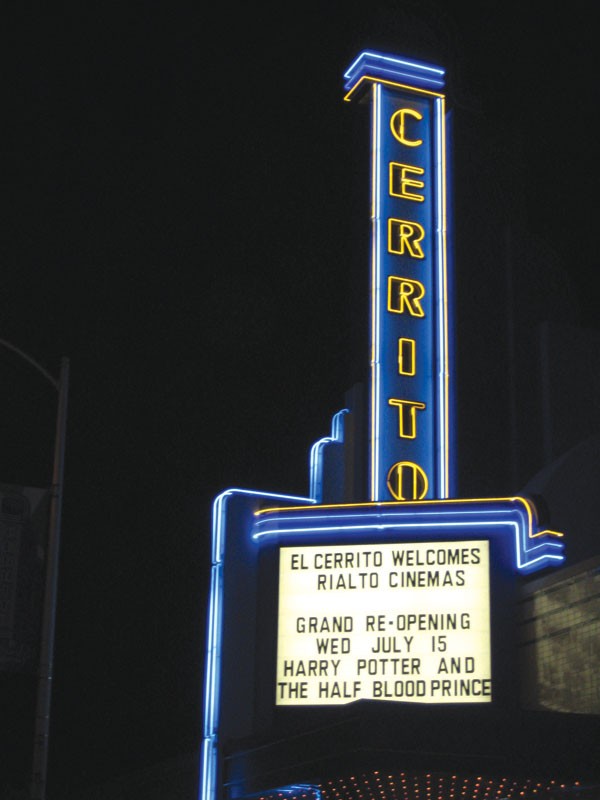 CERRITO
EL CERRITO WELCOMES
RIALTO CINEMAS
GRAND RE-OPENING
WED JULY 15
HARRY POTTER AND
THE HALF BLOOD PRINCE